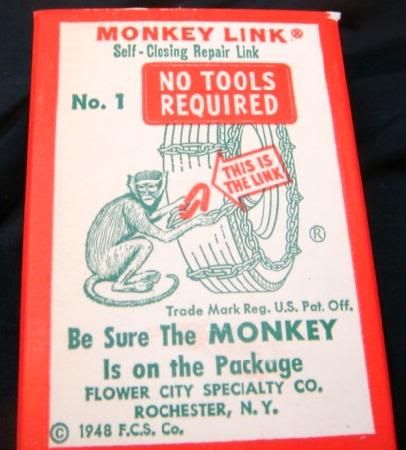 MONKEY LINK®
Self-Closing Repair Link
No. 1
NO TOOLS
REQUIRED
THIS IS
THE LINK
®
Trade Mark Reg. U.S. Pat. Off.
Be Sure The MONKEY
Is on the Package
FLOWER CITY SPECIALTY CO.
ROCHESTER, N.Y.
© 1948 F.C.S. Co.